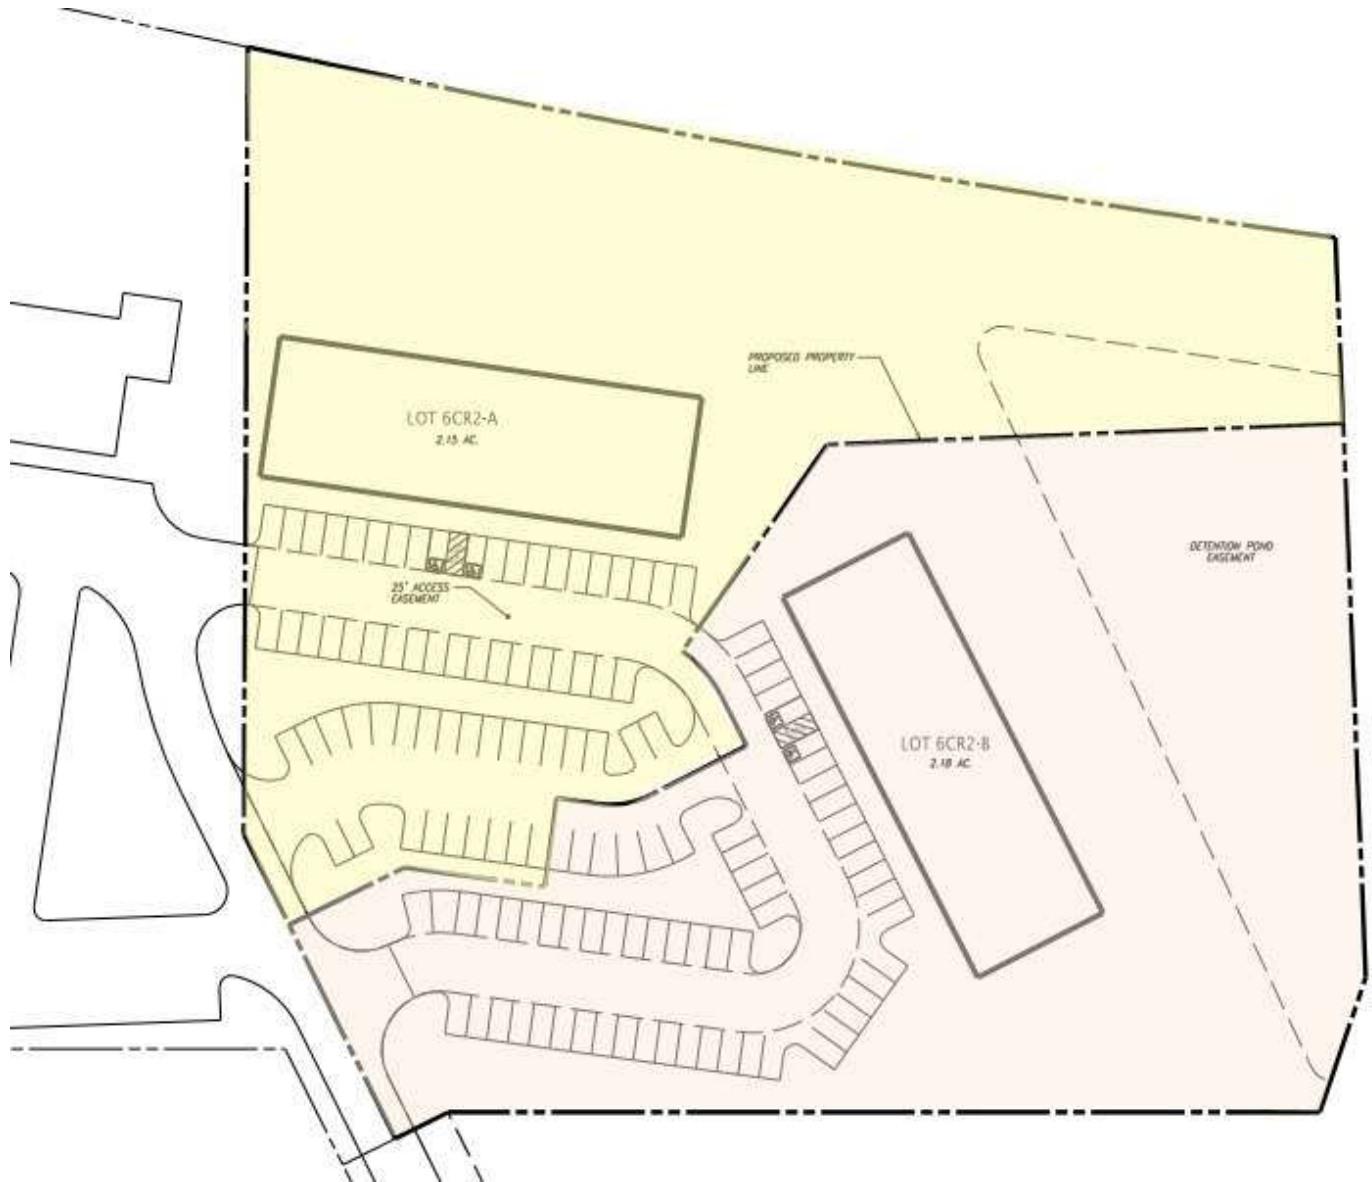 PROPOSED PROPERTY
LINE
LOT 6CR2-A
2.15 AC.
DETENTION POND
EASEMENT
25' ACCESS
EASEMENT
LOT 6CR2-B
2.18 AC.